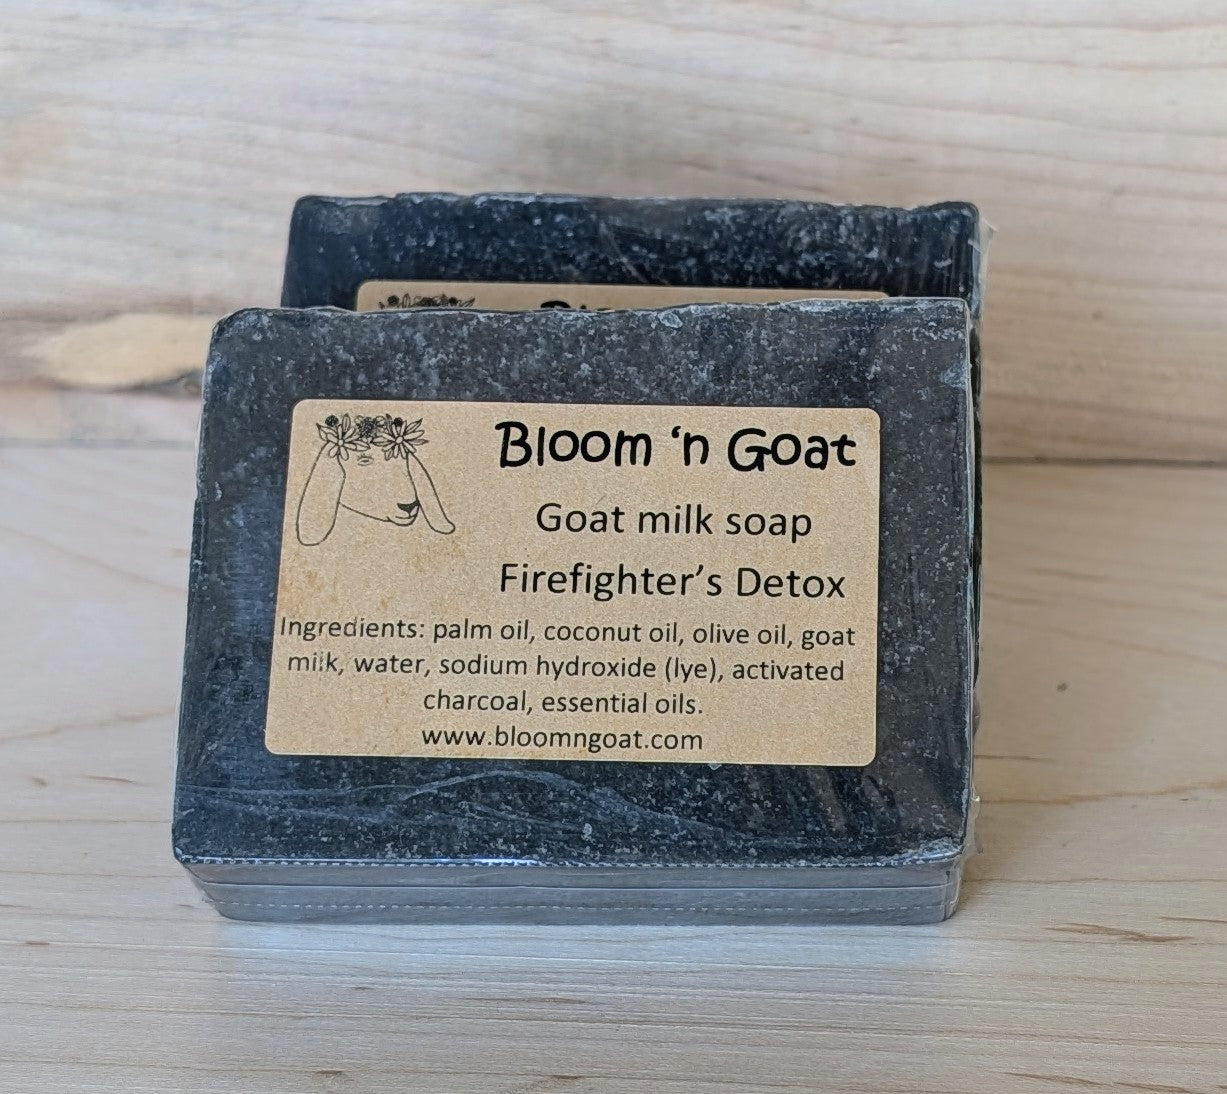 Bloom 'n Goat
Goat milk soap
Firefighter's Detox
Ingredients: palm oil, coconut oil, olive oil, goat
milk, water, sodium hydroxide (lye), activated
charcoal, essential oils.
www.bloomngoat.com